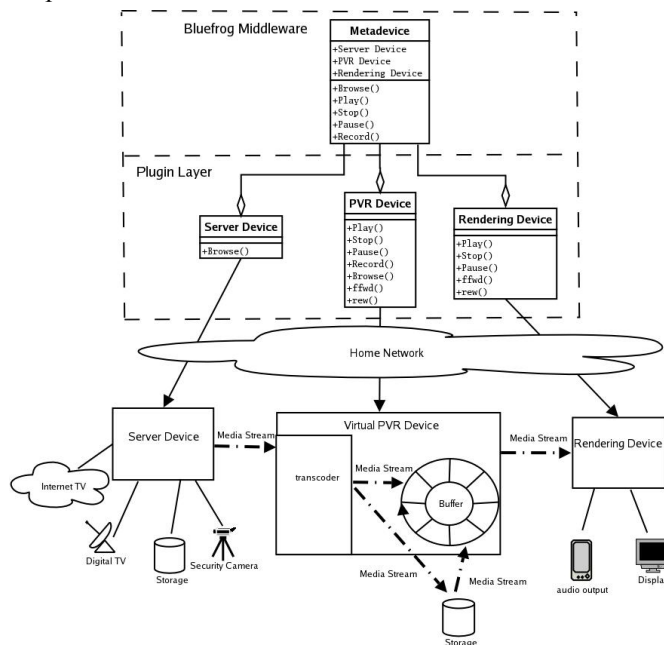 Bluefrog Middleware
Metadevice
+Server Device
+PVR Device
+Rendering Device
+Browse()
+Play()
+Stop()
+Pause()
+Record()
Plugin Layer
Server Device
+Browse()
PVR Device
+Play()
+Stop()
+Pause()
+Record()
+Browse()
+ffwd()
+rew()
Rendering Device
+Play()
+Stop()
+Pause()
+ffwd()
+rew()
Home Network
Server Device
Media Stream
Virtual PVR Device
Media Stream
Rendering Device
transcoder
Media Stream
Buffer
Internet TV
Digital TV
Storage
Security Camera
Media Stream
Media Stream
Storage
audio output
Display